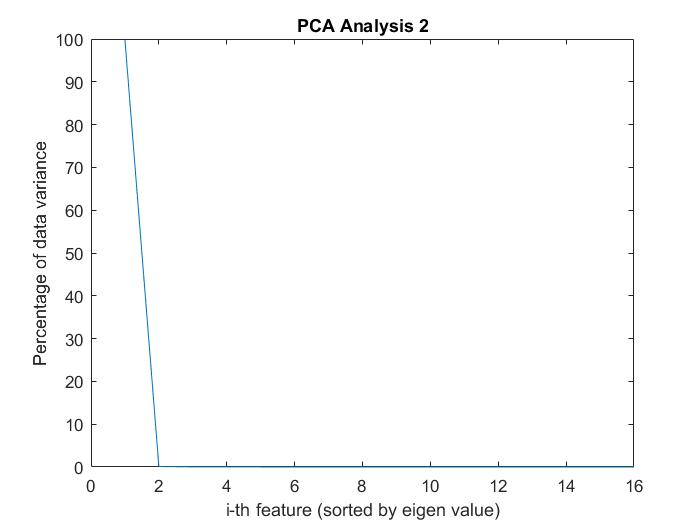 PCA Analysis 2
Percentage of data variance
100
90
80
70
60
50
40
30
20
10
0
0 2 4 6 8 10 12 14 16
i-th feature (sorted by eigen value)